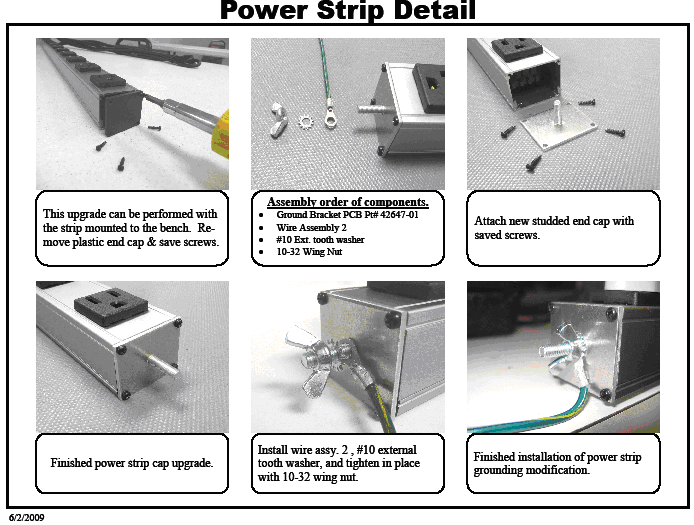 Power Strip Detail
This upgrade can be performed with
the strip mounted to the bench.  Re-
move plastic end cap & save screws.
Assembly order of components.
• Ground Bracket PCB Pt# 42647-01
• Wire Assembly 2
• #10 Ext. tooth washer
• 10-32 Wing Nut
Attach new studded end cap with
saved screws.
Finished power strip cap upgrade.
Install wire assy. 2 , #10 external
tooth washer, and tighten in place
with 10-32 wing nut.
Finished installation of power strip
grounding modification.
6/2/2009